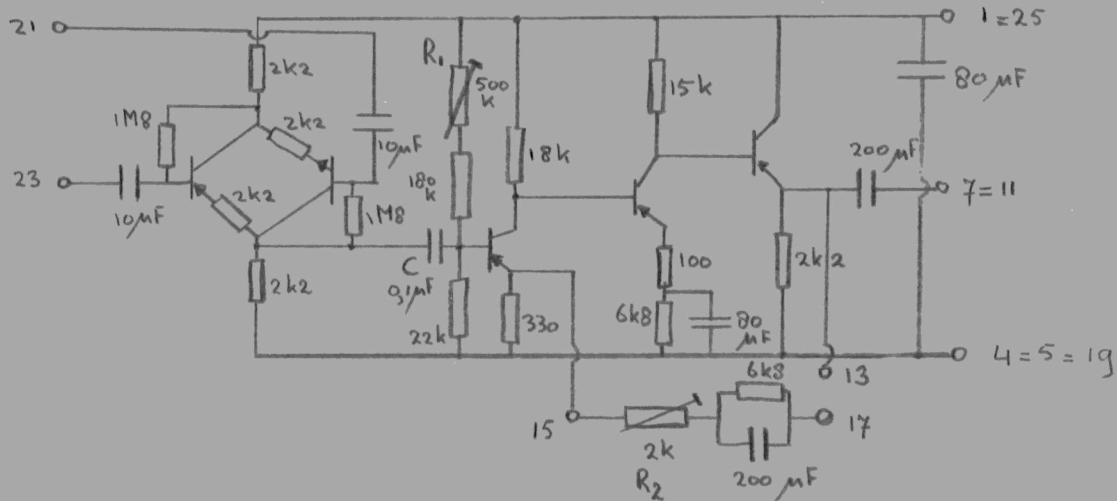 21
1 = 25
2k2
R1
500
k
15k
80 µF
1M8
2k2
10µF
18k
200 µF
23
180
k
7 = 11
10µF
2k2
1M8
C
0,1µF
2k2
100
2k2
22k
330
6k8
80
µF
4 = 5 = 19
13
6k8
15
17
2k
R2
200 µF